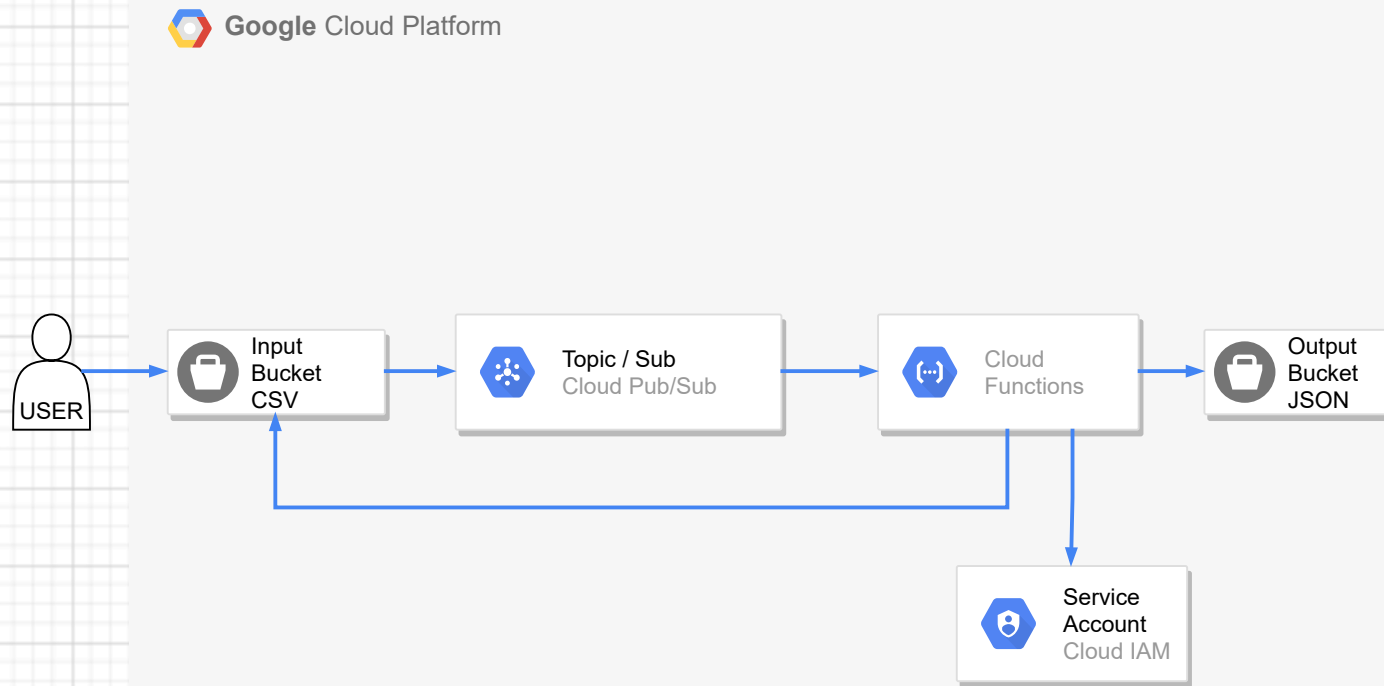 Google Cloud Platform
USER
Input
Bucket
CSV
Topic / Sub
Cloud Pub/Sub
Cloud
Functions
Output
Bucket
JSON
Service
Account
Cloud IAM